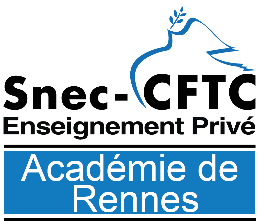 Snec-CFTC
Enseignement Privé
Académie de
Rennes